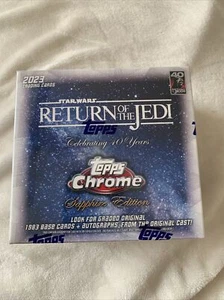 2023
TRADING CARDS
40
STAR WARS
RETURN OF THE
JEDI
topps
Celebrating 40 Years
topps
Chrome
Sapphire Edition
LOOK FOR GRADED ORIGINAL
1983 BASE CARDS + AUTOGRAPHS, FROM THE ORIGINAL CAST!
topps